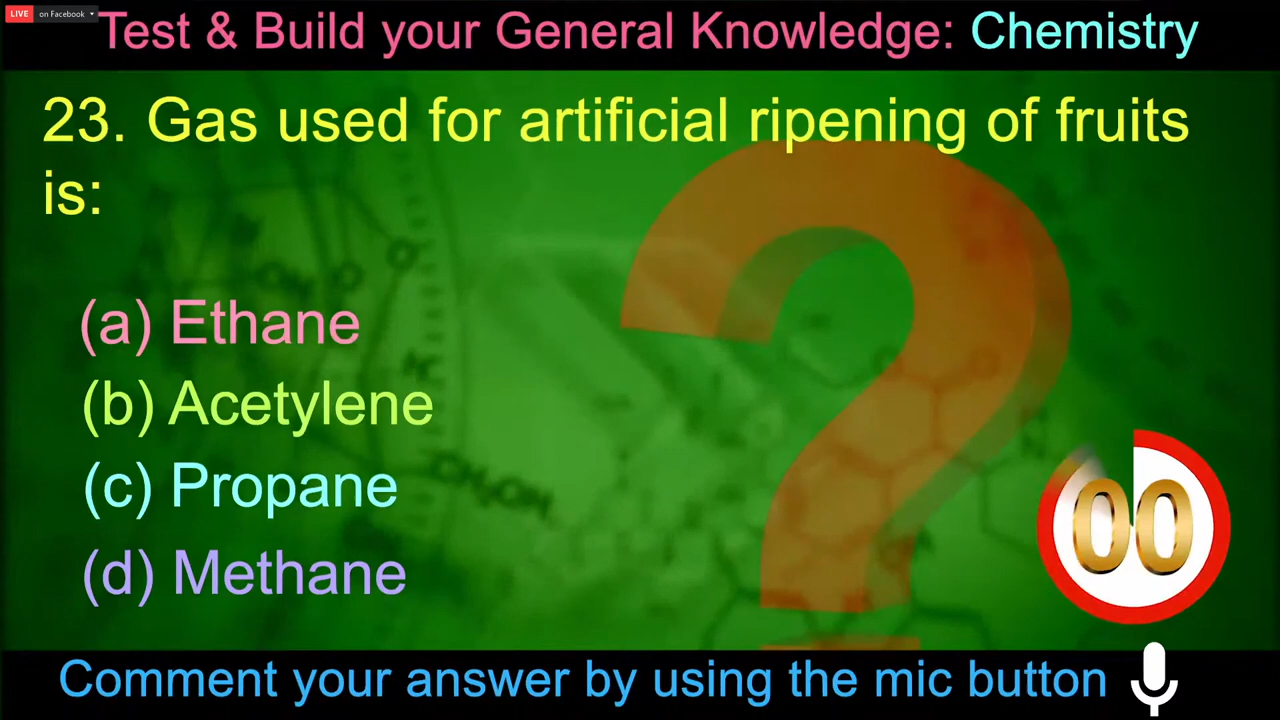 LIVE on Facebook
Test & Build your General Knowledge: Chemistry
23. Gas used for artificial ripening of fruits
is:
(a) Ethane
(b) Acetylene
(c) Propane
(d) Methane
CH₃OH
00
Comment your answer by using the mic button